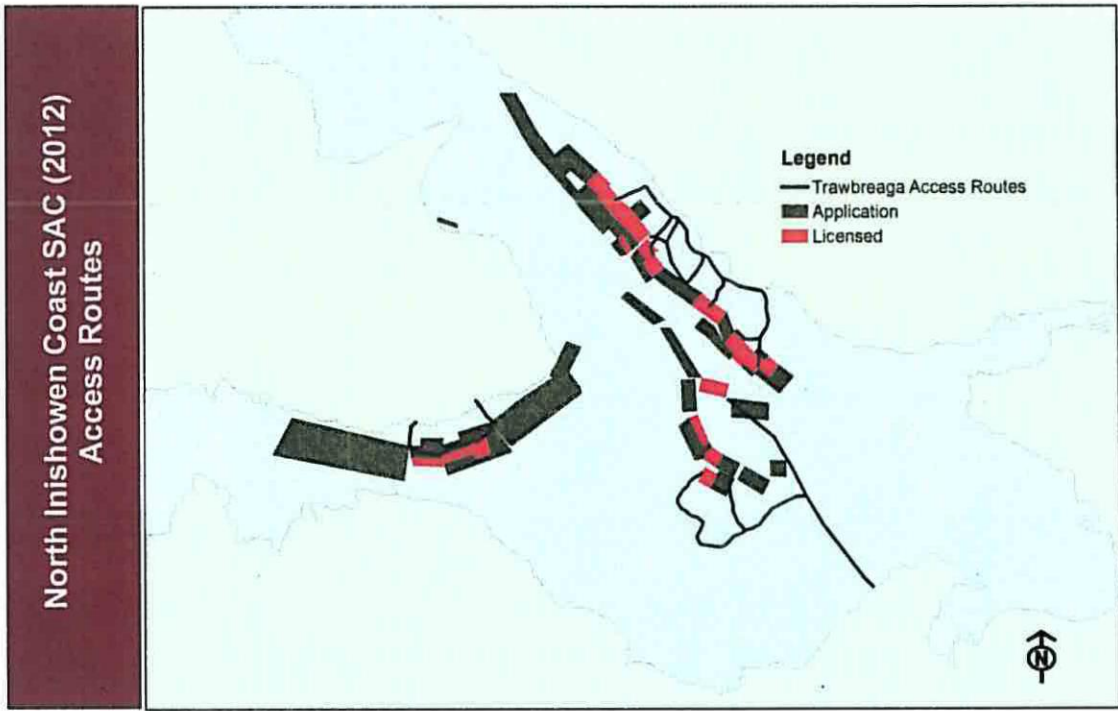 North Inishowen Coast SAC (2012)
Access Routes
Legend
Trawbreaga Access Routes
Application
Licensed
N